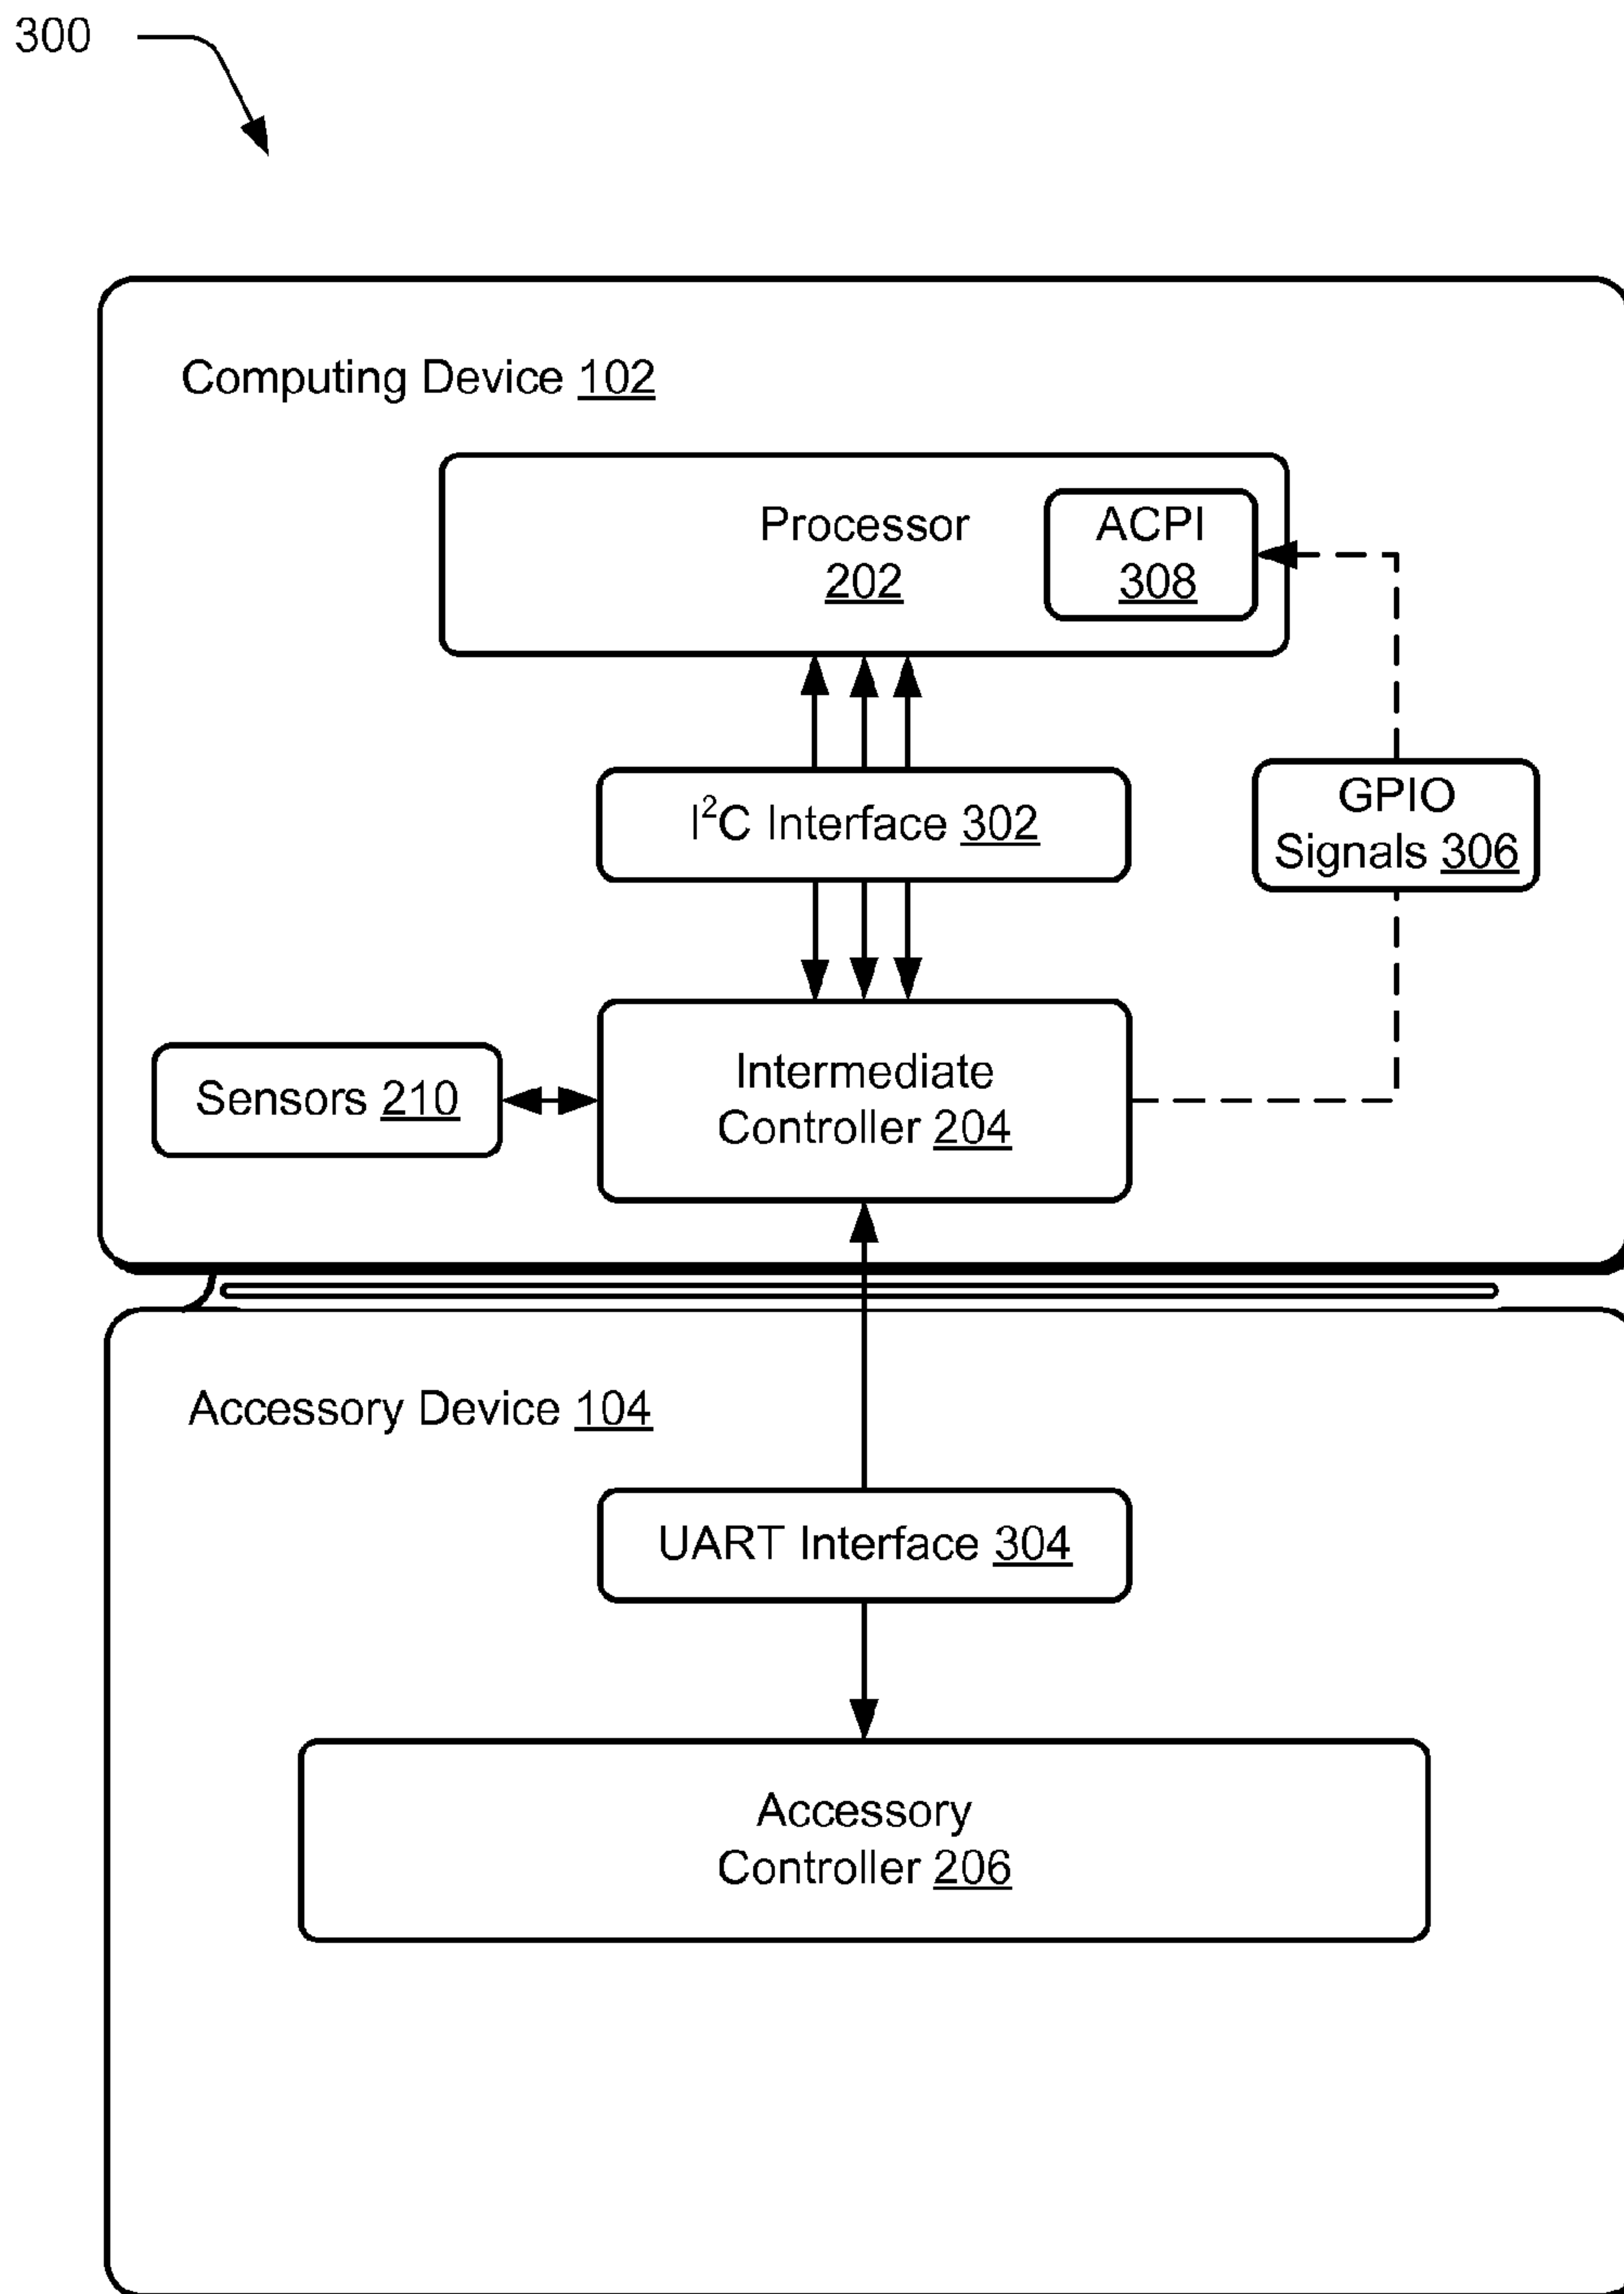 300
Computing Device 102
Processor
202
ACPI
308
I²C Interface 302
GPIO
Signals 306
Sensors 210
Intermediate
Controller 204
Accessory Device 104
UART Interface 304
Accessory
Controller 206